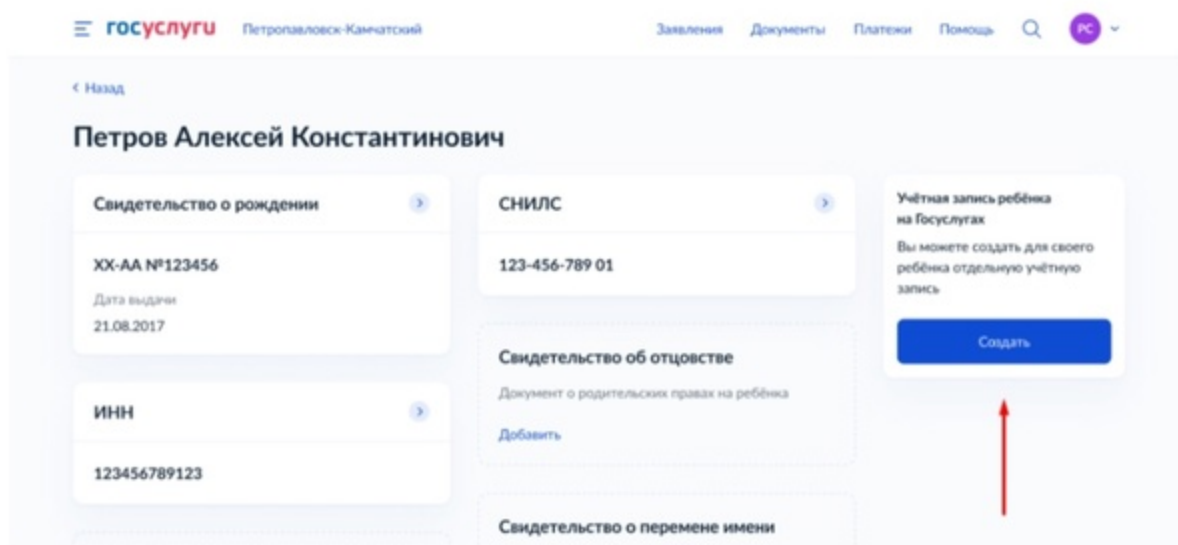 госуслуги Петропавловск-Камчатский Заявления Документы Платежи Помощь РС
Назад
Петров Алексей Константинович
Свидетельство о рождении
XX-АА №123456
Дата выдачи
21.08.2017
ИНН
123456789123
СНИЛС
123-456-789 01
Свидетельство об отцовстве
Документ о родительских правах на ребёнка
Добавить
Свидетельство о перемене имени
Учётная запись ребёнка
на Госуслугах
Вы можете создать для своего
ребёнка отдельную учётную
запись
Создать